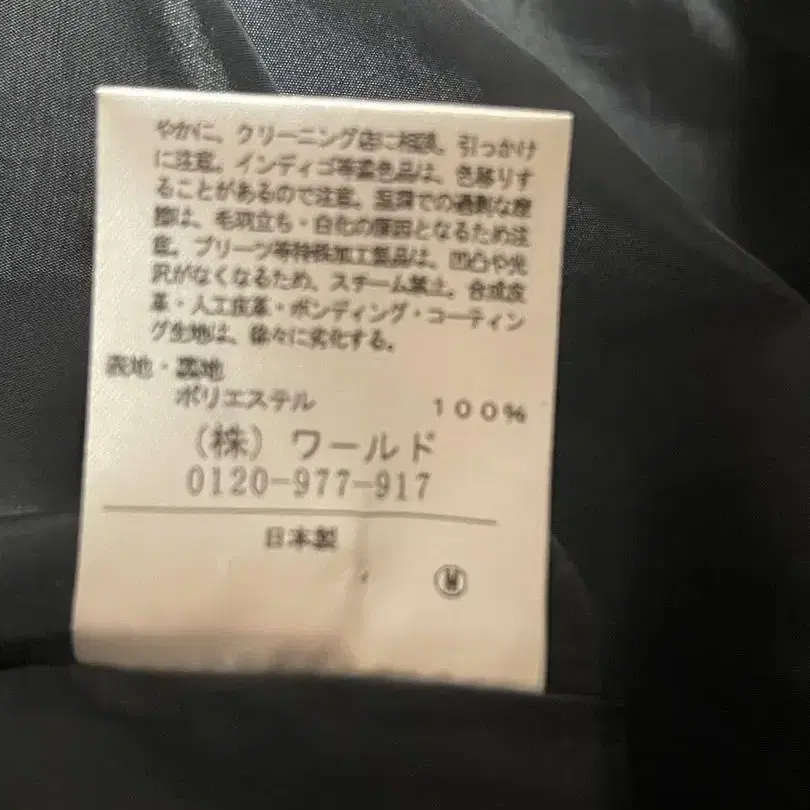 やかに、クリーニング店に相談。引っかけ
に注意。インディゴ等濃色品は、色移りす
ることがあるので注意。至深での過剰な摩
擦は、毛羽立ち・白化の原因となるため注
意。プリーツ等特殊加工製品は、凹凸や光
沢がなくなるため、スチーム禁止。合成皮
革・人工皮革・ボンディング・コーティン
グ生地は、徐々に劣化する。
表地・裏地
ポリエステル 100%
(株)ワールド
0120-977-917
日本製
W